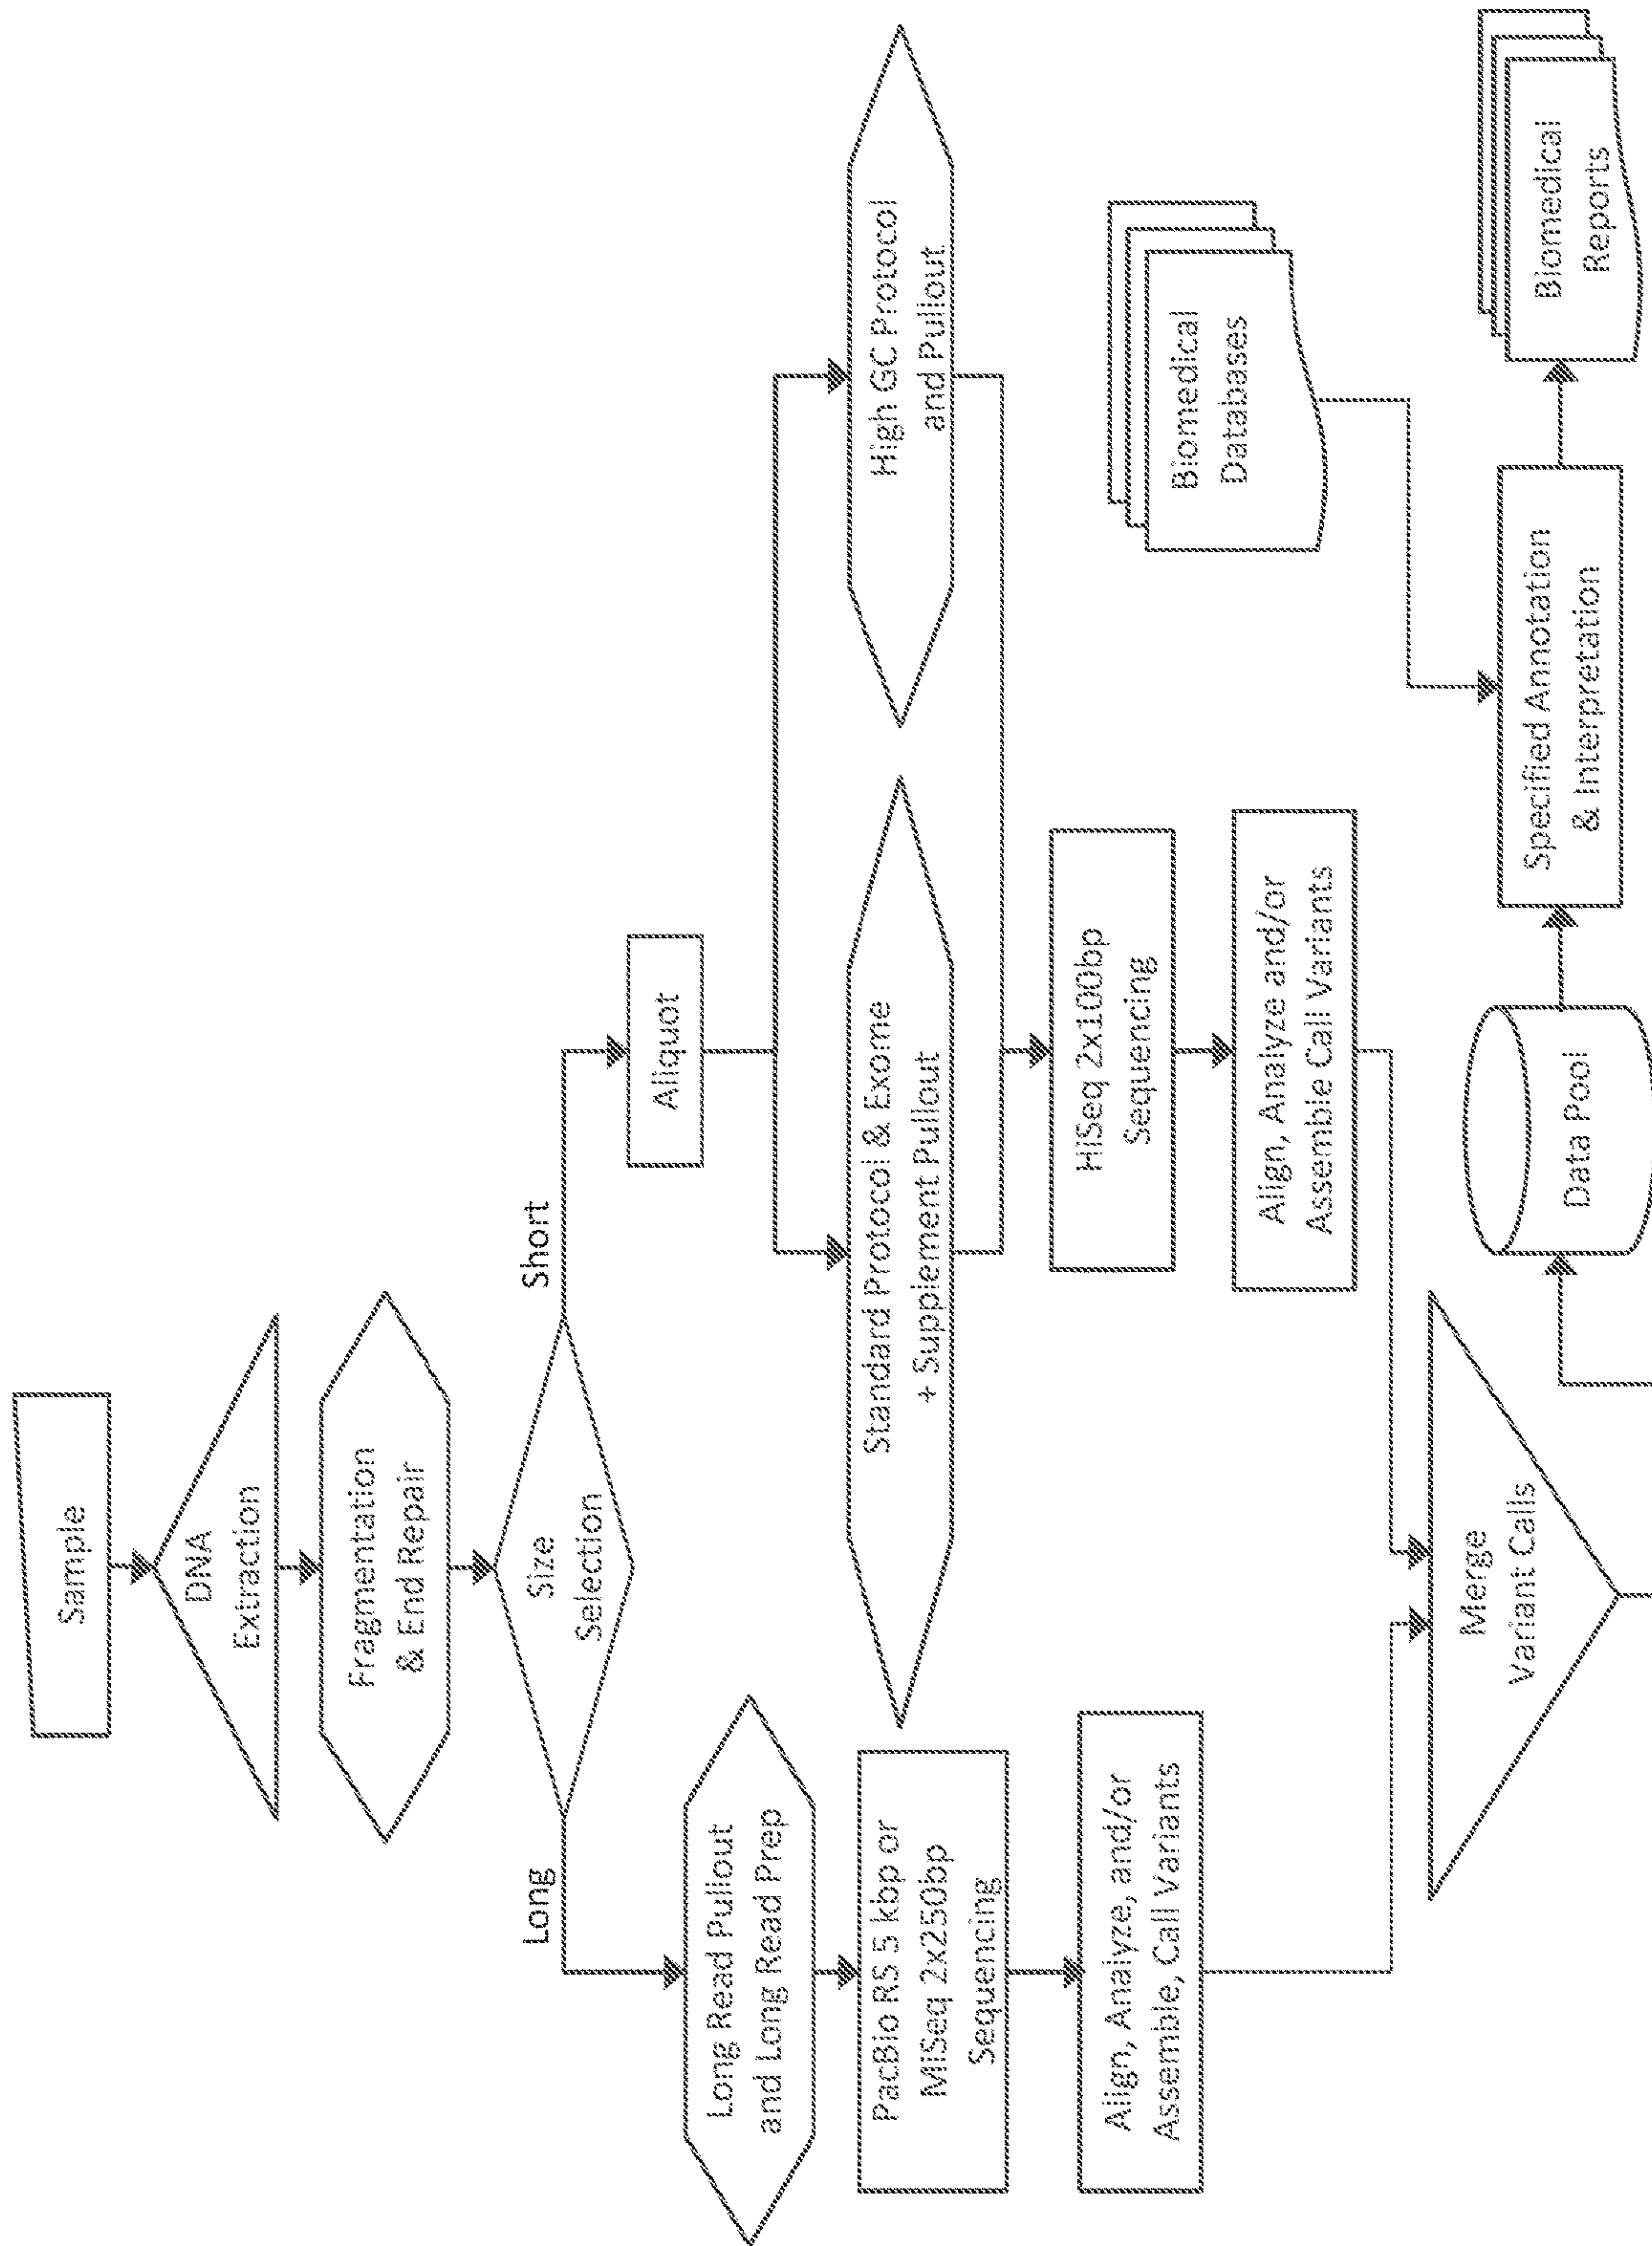 Sample
DNA
Extraction
Fragmentation
& End Repair
Size
Selection
Long
Short
Long Read Pullout
and Long Read Prep
PacBio RS 5 kbp or
MiSeq 2x250bp
Sequencing
Align, Analyze, and/or
Assemble, Call Variants
Aliquot
Standard Protocol & Exome
+ Supplement Pullout
High GC Protocol
and Pullout
HiSeq 2x100bp
Sequencing
Align, Analyze and/or
Assemble Call Variants
Merge
Variant Calls
Data Pool
Biomedical
Databases
Specified Annotation
& Interpretation
Biomedical
Reports